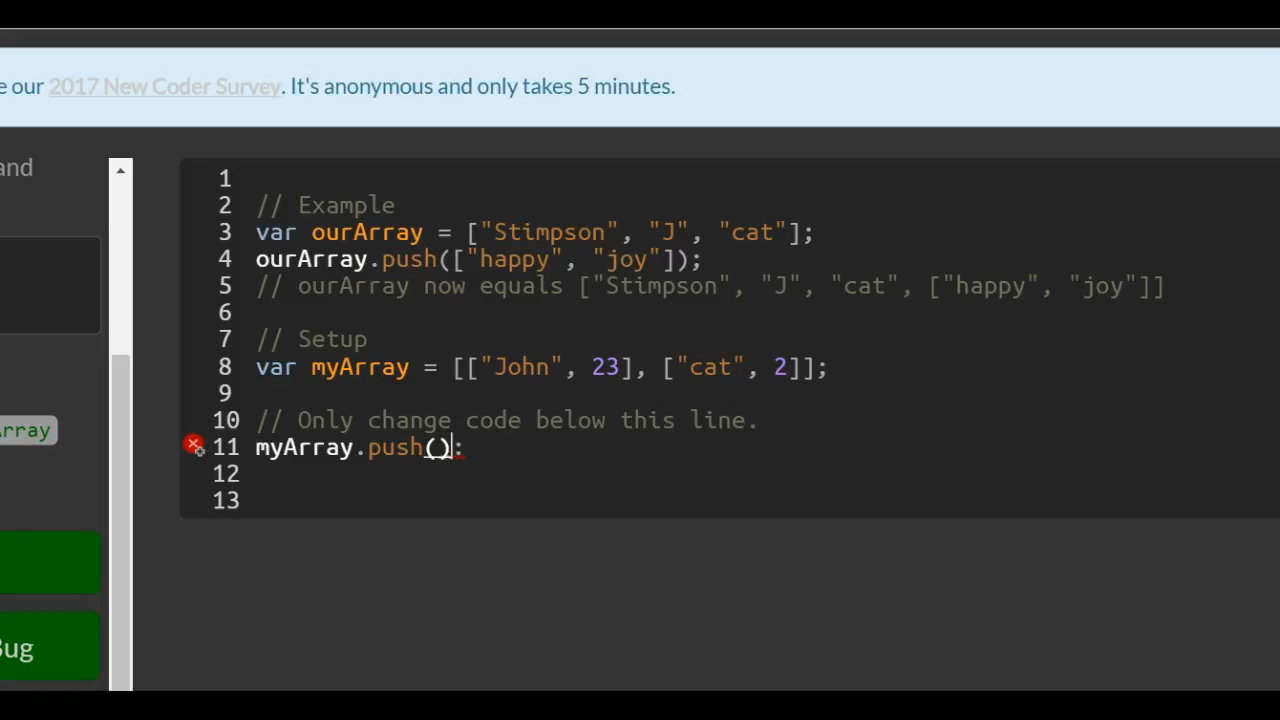 e our 2017 New Coder Survey. It's anonymous and only takes 5 minutes.
and
Array
Bug
1
2 // Example
3 var ourArray = ["Stimpson", "J", "cat"];
4 ourArray.push(["happy", "joy"]);
5 // ourArray now equals ["Stimpson", "J", "cat", ["happy", "joy"]]
6
7 // Setup
8 var myArray = [["John", 23], ["cat", 2]];
9
10 // Only change code below this line.
11 myArray.push():
12
13